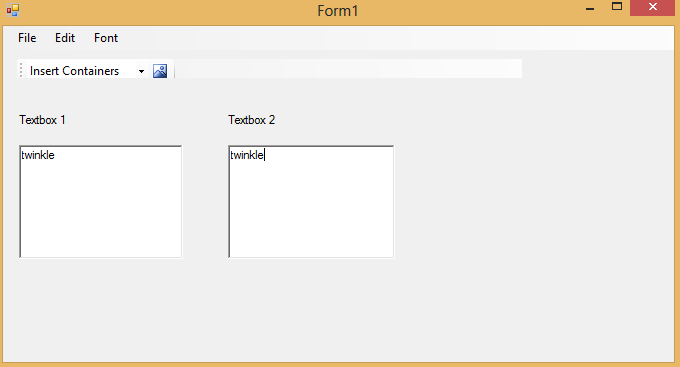 Form1
File Edit Font
Insert Containers
Textbox 1 Textbox 2
twinkle twinkle